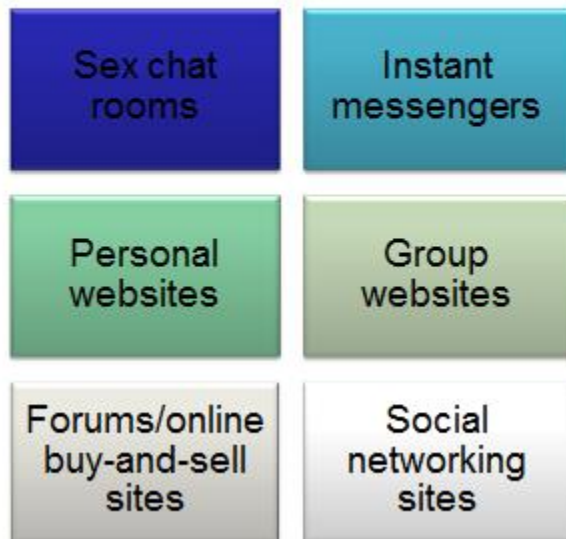 Sex chat
rooms
Instant
messengers
Personal
websites
Group
websites
Forums/online
buy-and-sell
sites
Social
networking
sites